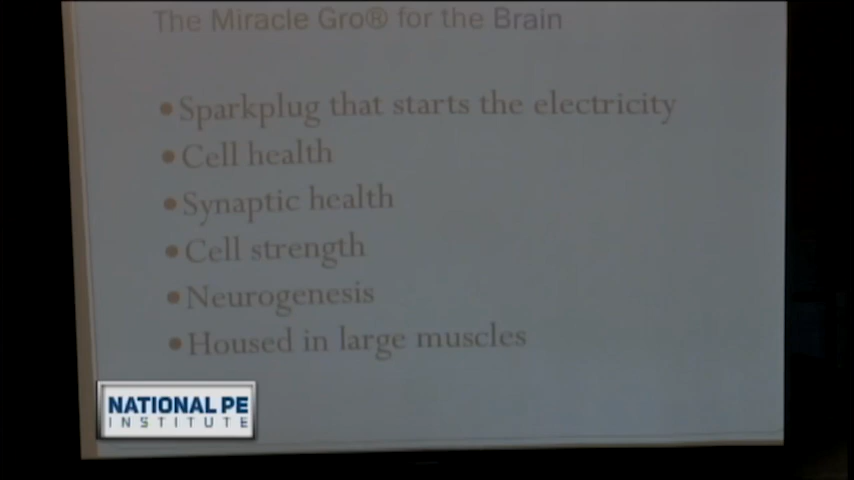 The Miracle Gro® for the Brain
•Sparkplug that starts the electricity
•Cell health
•Synaptic health
•Cell strength
•Neurogenesis
•Housed in large muscles
NATIONAL PE
INSTITUTE